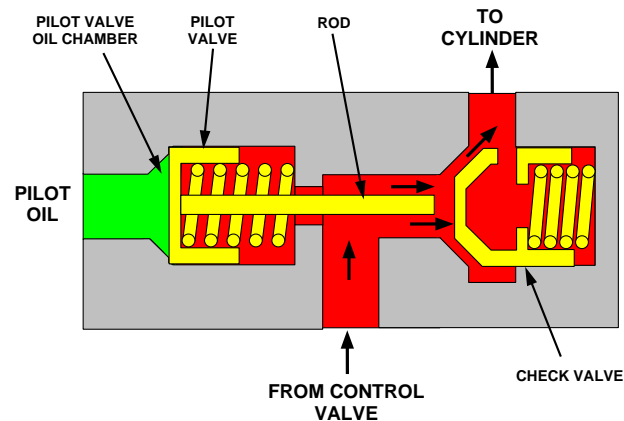 PILOT VALVE
OIL CHAMBER
PILOT
VALVE
ROD
TO
CYLINDER
PILOT
OIL
FROM CONTROL
VALVE
CHECK VALVE